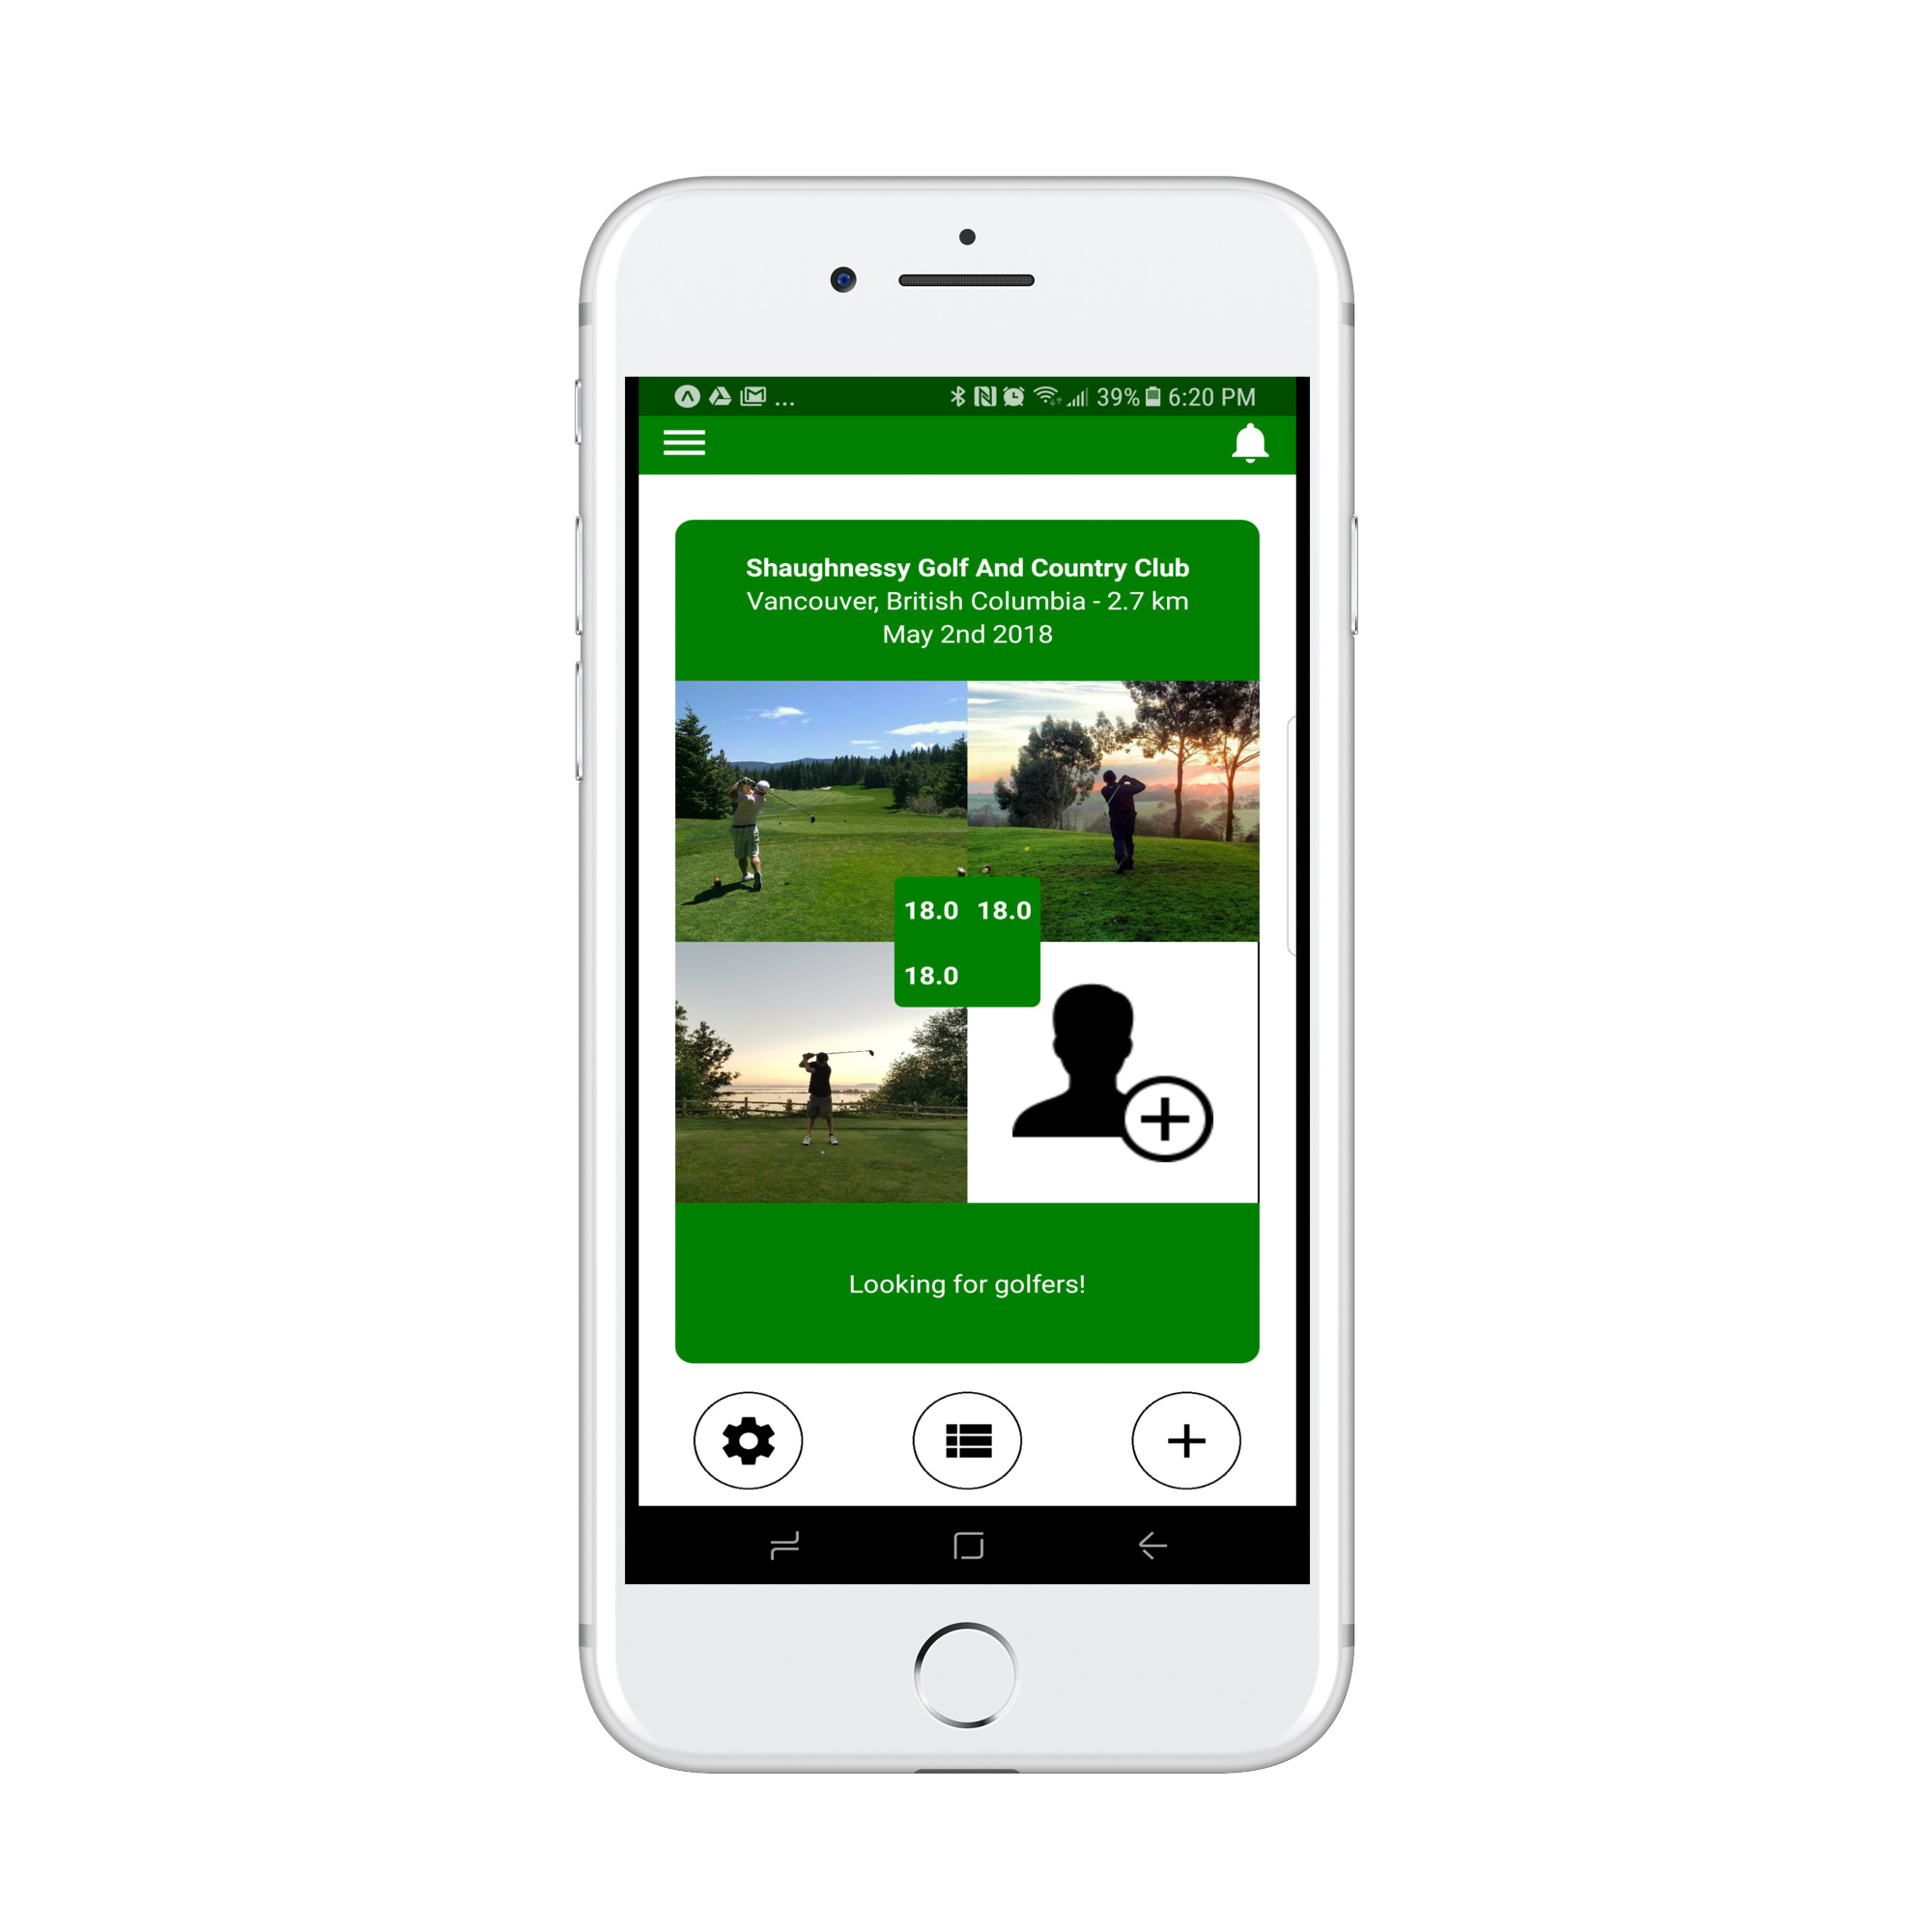 ... 39% 6:20 PM
Shaughnessy Golf And Country Club
Vancouver, British Columbia - 2.7 km
May 2nd 2018
18.0 18.0
18.0
Looking for golfers!